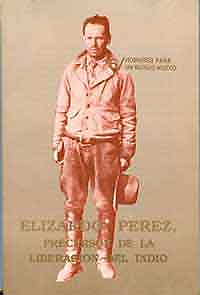 HOMBRES PARA
UN MUNDO NUEVO
ELIZARDO PEREZ,
PRECURSOR DE LA
LIBERACION DEL INDIO